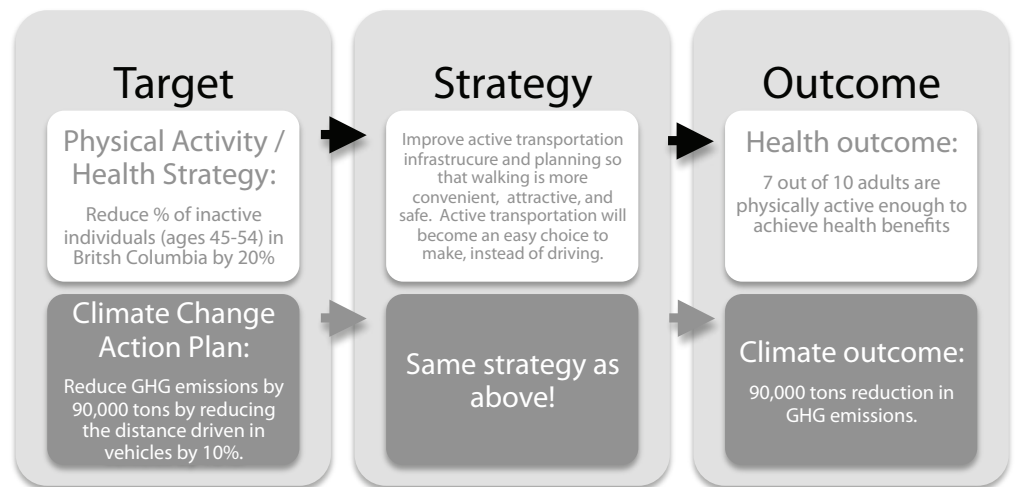 Target
Physical Activity /
Health Strategy:
Reduce % of inactive
individuals (ages 45-54) in
Britsh Columbia by 20%
Climate Change
Action Plan:
Reduce GHG emissions by
90,000 tons by reducing
the distance driven in
vehicles by 10%.
Strategy
Improve active transportation
infrastrucure and planning so
that walking is more
convenient, attractive, and
safe. Active transportation will
become an easy choice to
make, instead of driving.
Same strategy as
above!
Outcome
Health outcome:
7 out of 10 adults are
physically active enough to
achieve health benefits
Climate outcome:
90,000 tons reduction in
GHG emissions.